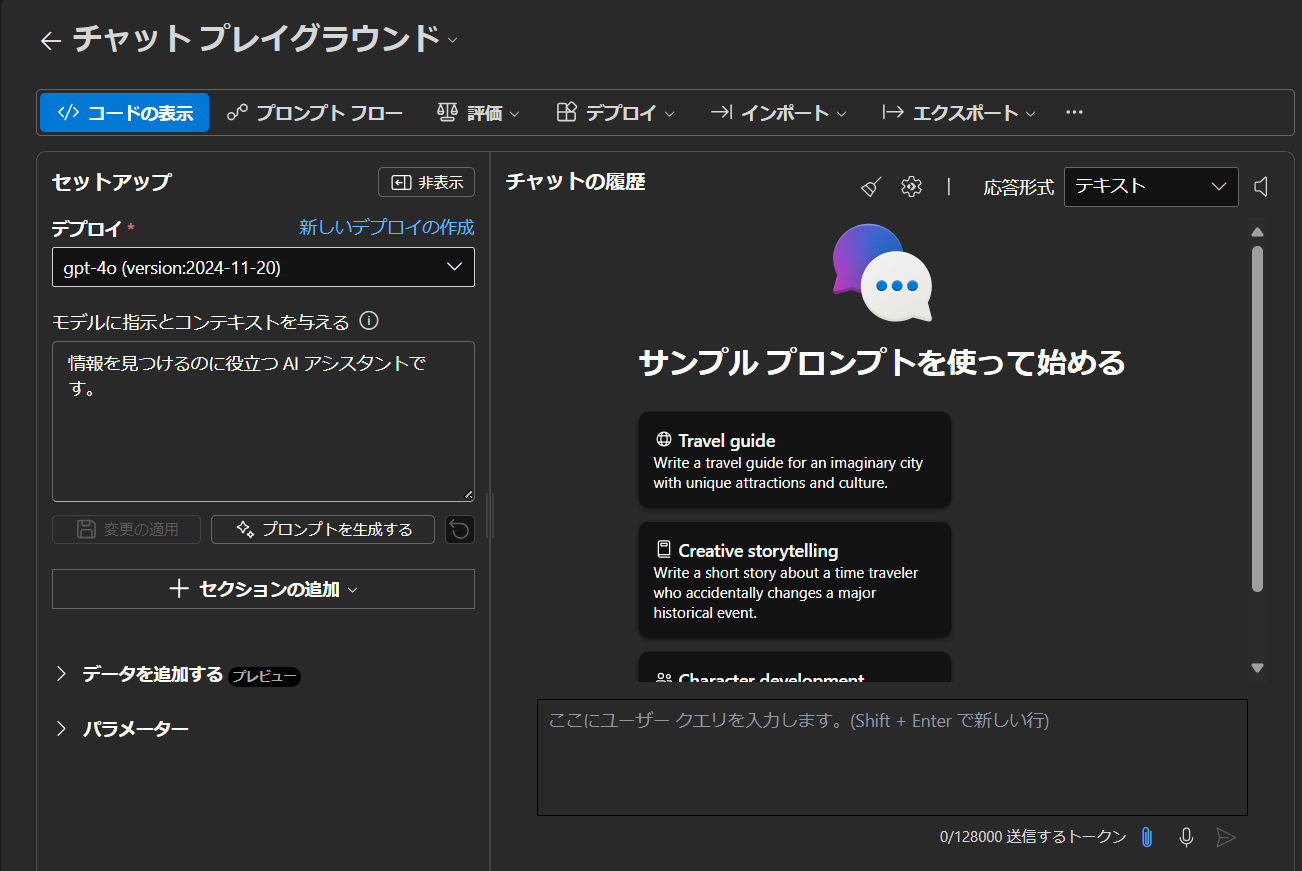 チャット プレイグラウンド
コードの表示
プロンプト フロー
評価
デプロイ
インポート
エクスポート
セットアップ
非表示
デプロイ *
新しいデプロイの作成
gpt-4o (version:2024-11-20)
モデルに指示とコンテキストを与える
情報を見つけるのに役立つ AI アシスタントで
す。
変更の適用
プロンプトを生成する
セクションの追加
データを追加する プレビュー
パラメーター
チャットの履歴
応答形式
テキスト
サンプル プロンプトを使って始める
Travel guide
Write a travel guide for an imaginary city
with unique attractions and culture.
Creative storytelling
Write a short story about a time traveler
who accidentally changes a major
historical event.
Character development
ここにユーザー クエリを入力します。(Shift + Enter で新しい行)
0/128000 送信するトークン